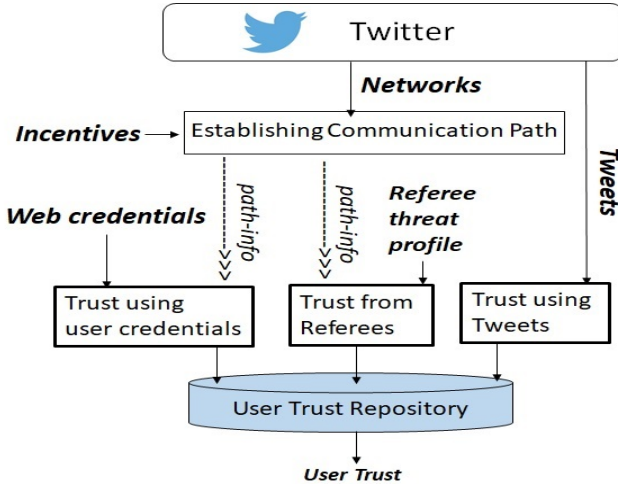 Twitter
Networks
Incentives
Establishing Communication Path
Tweets
path-info
path-info
Referee
threat
profile
Web credentials
Trust using
user credentials
Trust from
Referees
Trust using
Tweets
User Trust Repository
User Trust